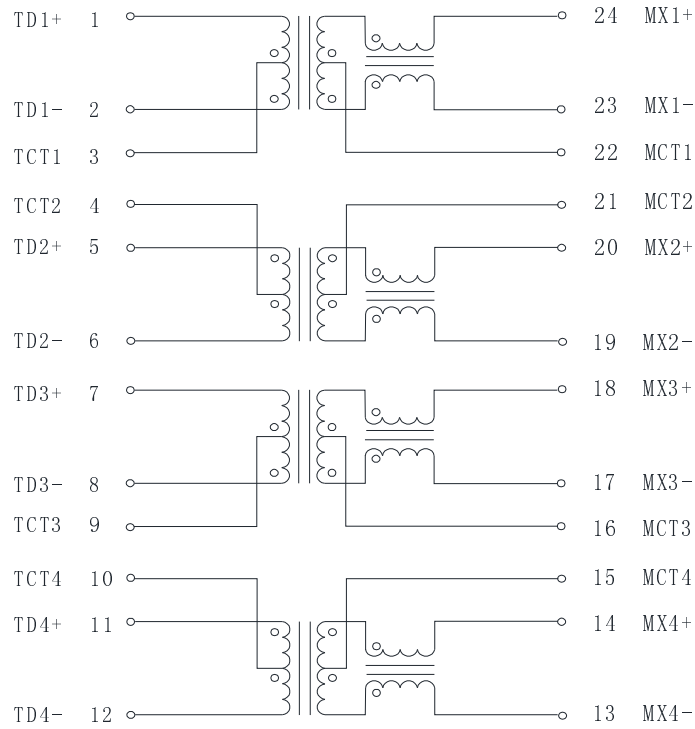 TD1+ 1 24 MX1+
TD1− 2 23 MX1−
TCT1 3 22 MCT1
TCT2 4 21 MCT2
TD2+ 5 20 MX2+
TD2− 6 19 MX2−
TD3+ 7 18 MX3+
TD3− 8 17 MX3−
TCT3 9 16 MCT3
TCT4 10 15 MCT4
TD4+ 11 14 MX4+
TD4− 12 13 MX4−